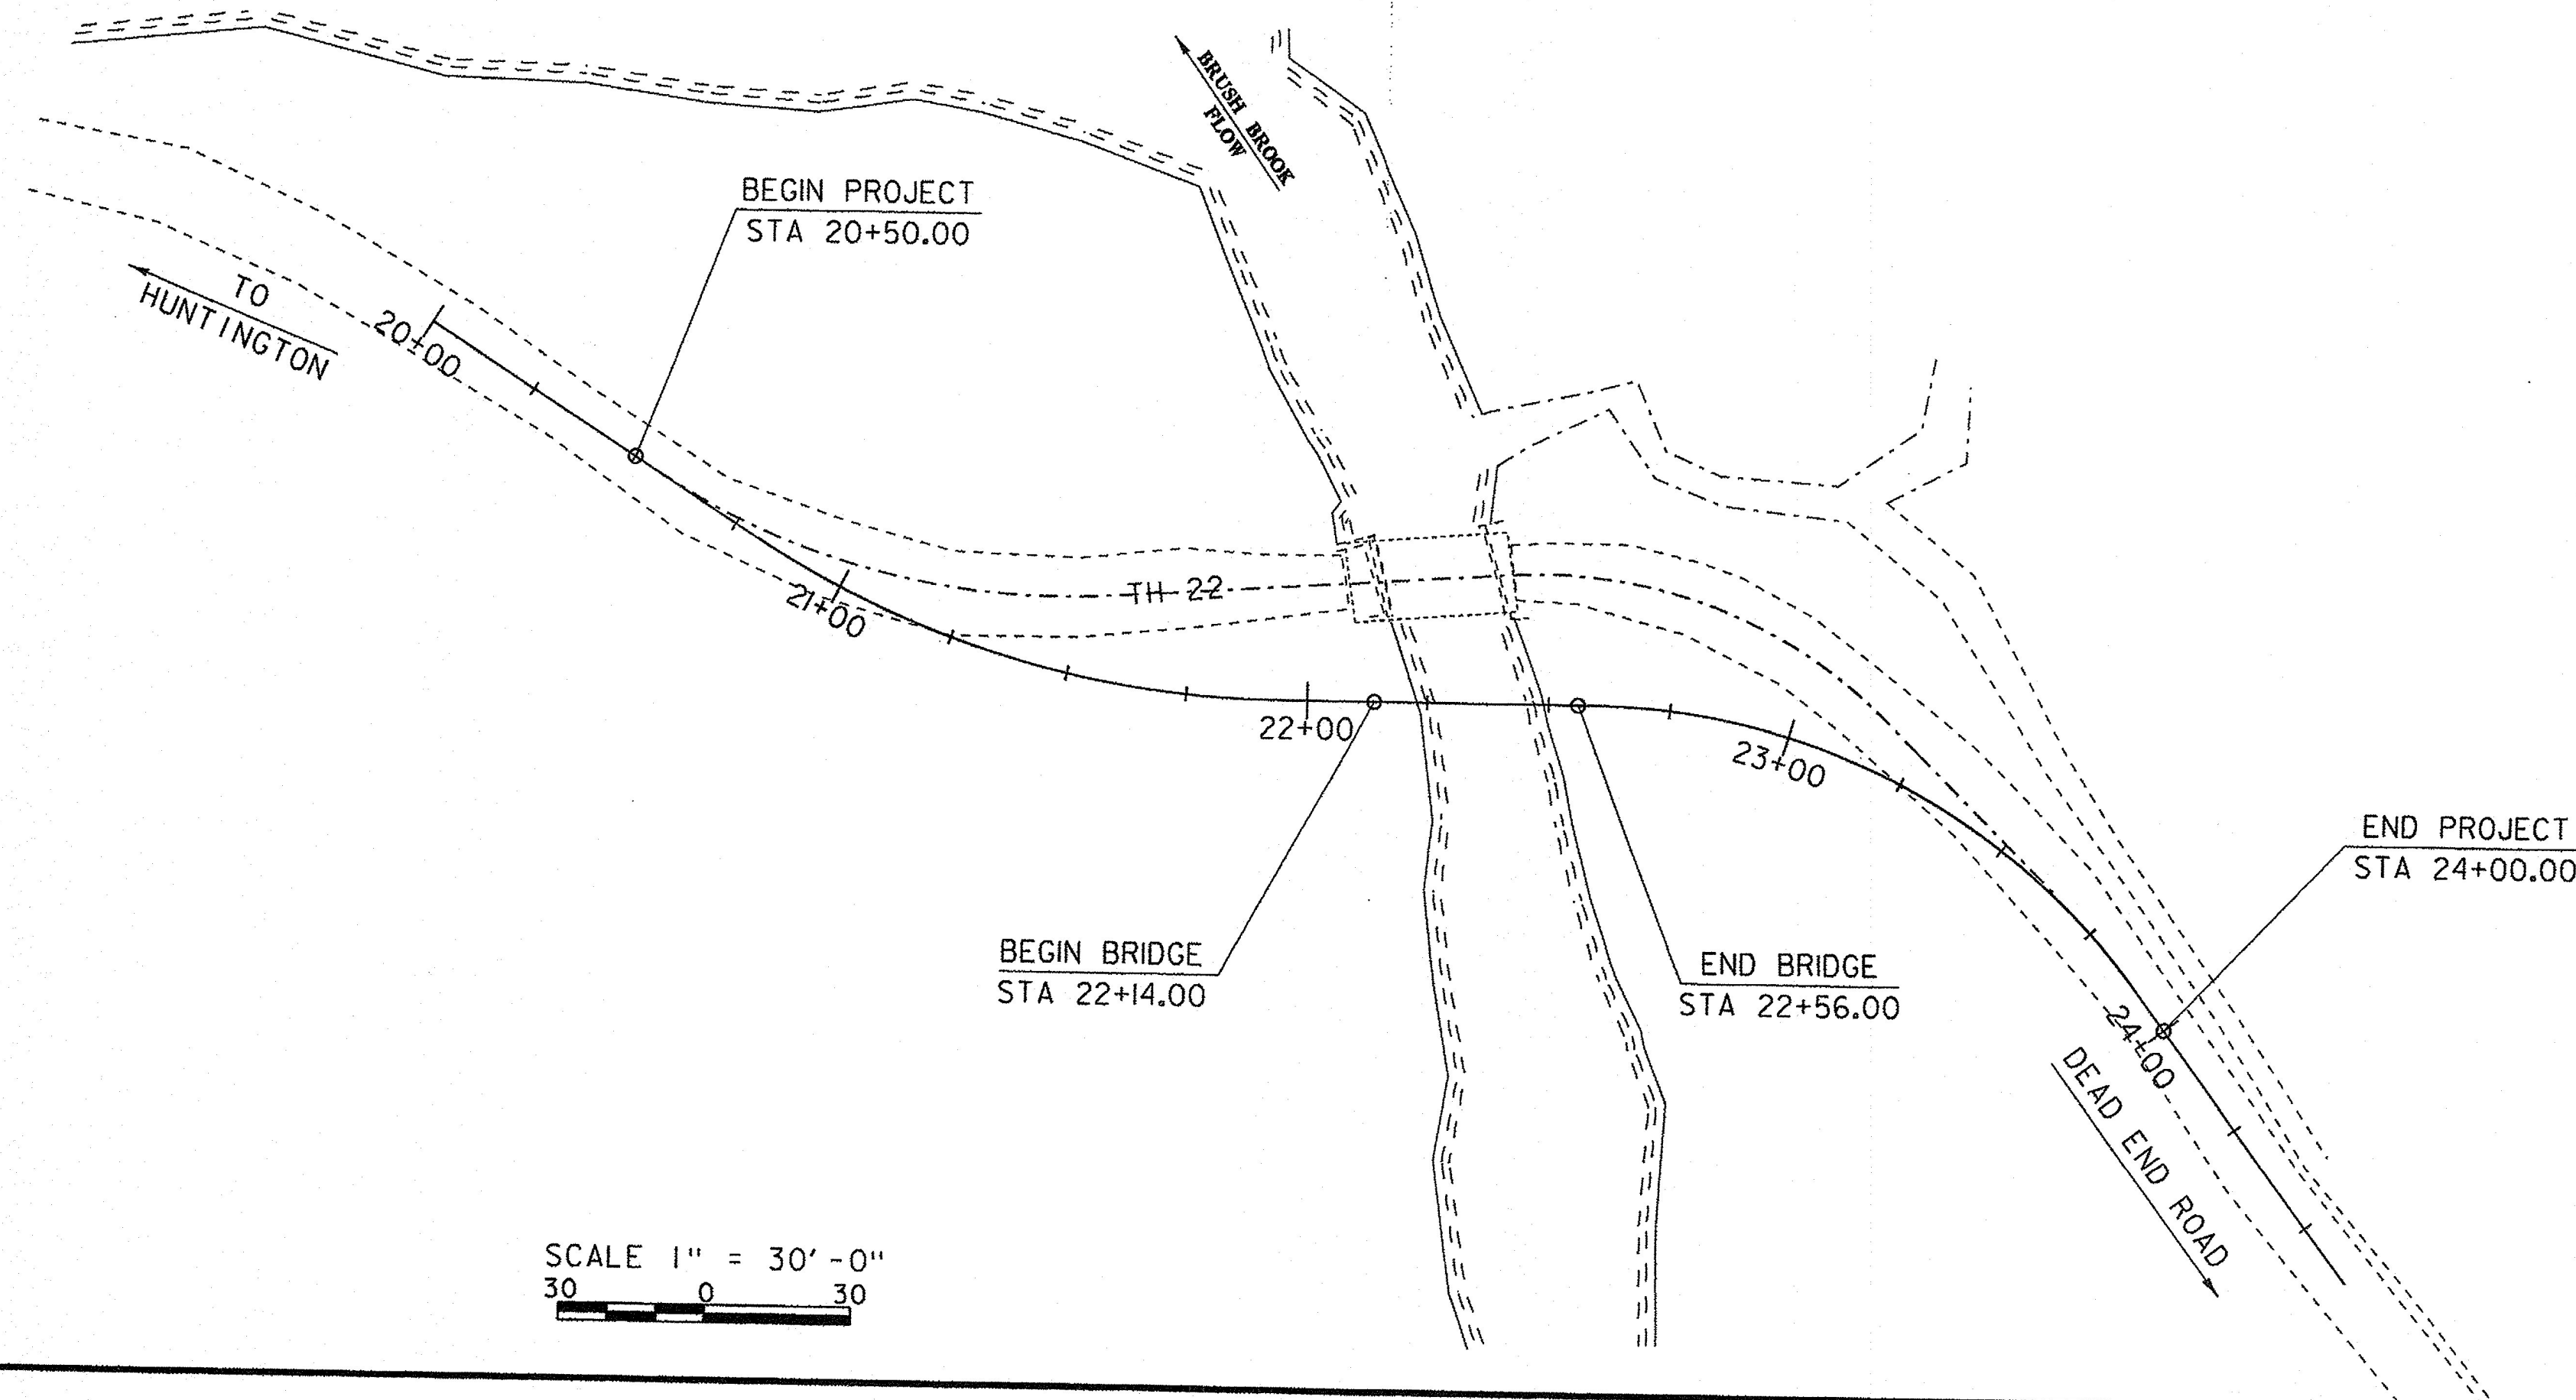 BRUSH BROOK
FLOW
BEGIN PROJECT
STA 20+50.00
TO
HUNTINGTON
20+00
21+00
TH 22
22+00
23+00
END PROJECT
STA 24+00.00
BEGIN BRIDGE
STA 22+14.00
END BRIDGE
STA 22+56.00
24+00
DEAD END ROAD
SCALE 1" = 30'-0"
30 0 30